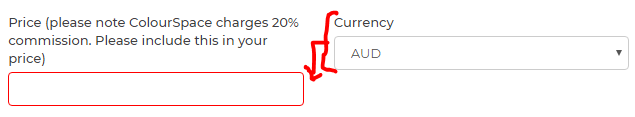 Price (please note ColourSpace charges 20%
commission. Please include this in your
price)
Currency
AUD